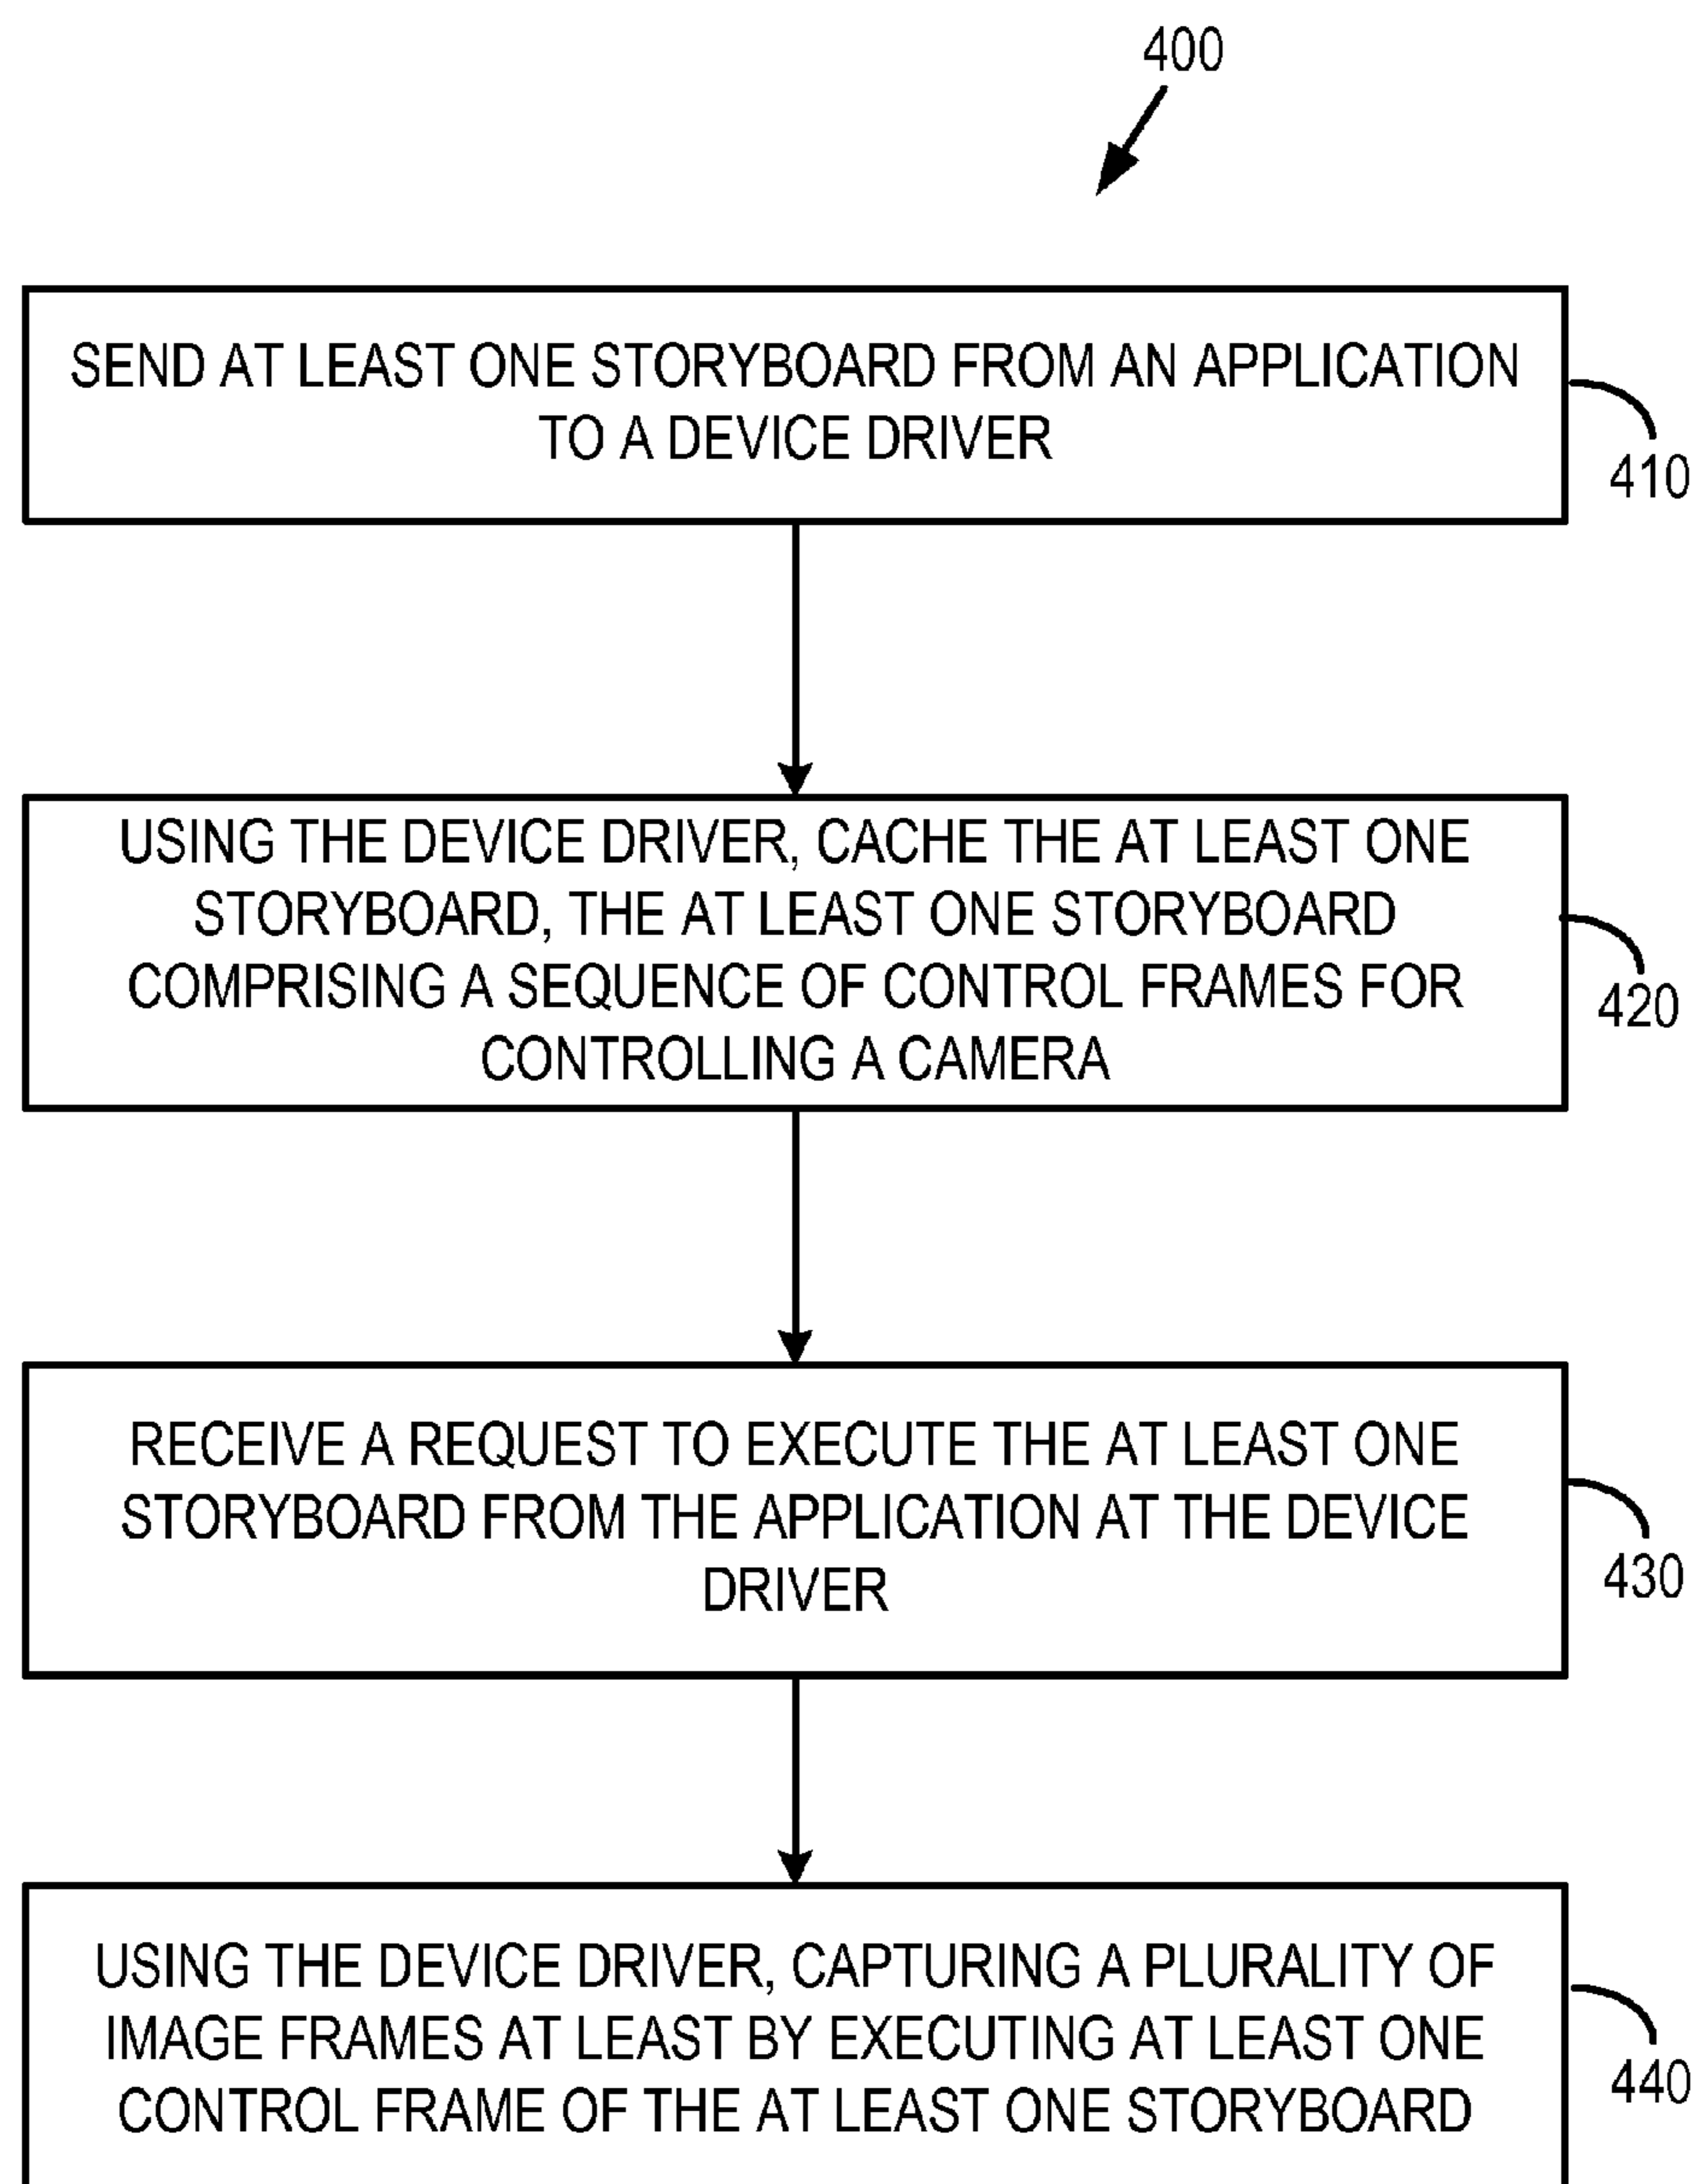 400
SEND AT LEAST ONE STORYBOARD FROM AN APPLICATION
TO A DEVICE DRIVER
410
USING THE DEVICE DRIVER, CACHE THE AT LEAST ONE
STORYBOARD, THE AT LEAST ONE STORYBOARD
COMPRISING A SEQUENCE OF CONTROL FRAMES FOR
CONTROLLING A CAMERA
420
RECEIVE A REQUEST TO EXECUTE THE AT LEAST ONE
STORYBOARD FROM THE APPLICATION AT THE DEVICE
DRIVER
430
USING THE DEVICE DRIVER, CAPTURING A PLURALITY OF
IMAGE FRAMES AT LEAST BY EXECUTING AT LEAST ONE
CONTROL FRAME OF THE AT LEAST ONE STORYBOARD
440